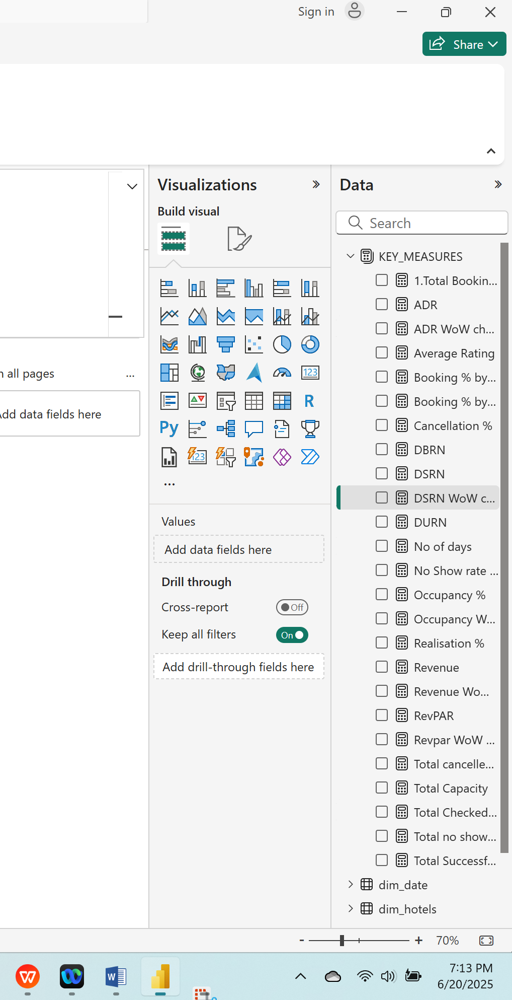 Sign in
Share
Visualizations
Build visual
123
R
Py
123
Values
Add data fields here
Drill through
Cross-report
Off
Keep all filters
On
Add drill-through fields here
all pages
...
dd data fields here
Data
Search
KEY_MEASURES
1.Total Bookin...
ADR
ADR WoW ch...
Average Rating
Booking % by...
Booking % by...
Cancellation %
DBRN
DSRN
DSRN WoW c...
DURN
No of days
No Show rate ...
Occupancy %
Occupancy W...
Realisation %
Revenue
Revenue Wo...
RevPAR
Revpar WoW ...
Total cancelle...
Total Capacity
Total Checked...
Total no show...
Total Successf...
dim_date
dim_hotels
- + 70%
W
W
7:13 PM
6/20/2025